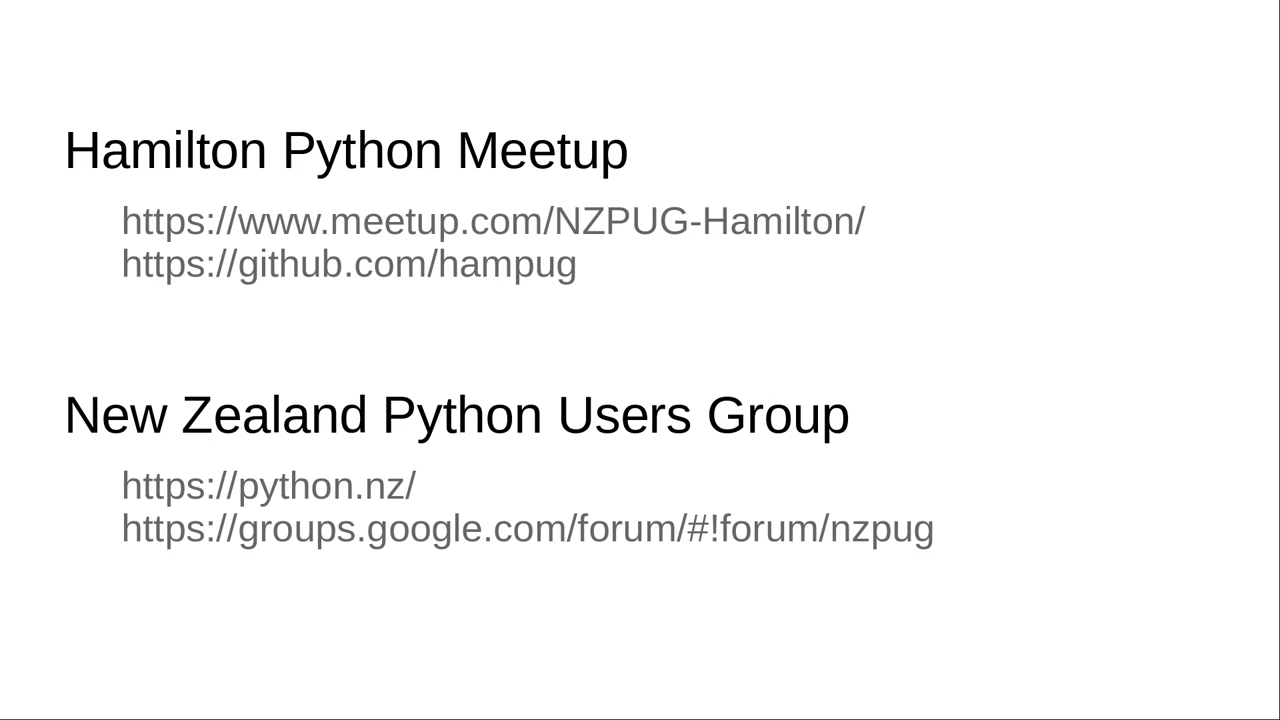 Hamilton Python Meetup
https://www.meetup.com/NZPUG-Hamilton/
https://github.com/hampug
New Zealand Python Users Group
https://python.nz/
https://groups.google.com/forum/#!forum/nzpug